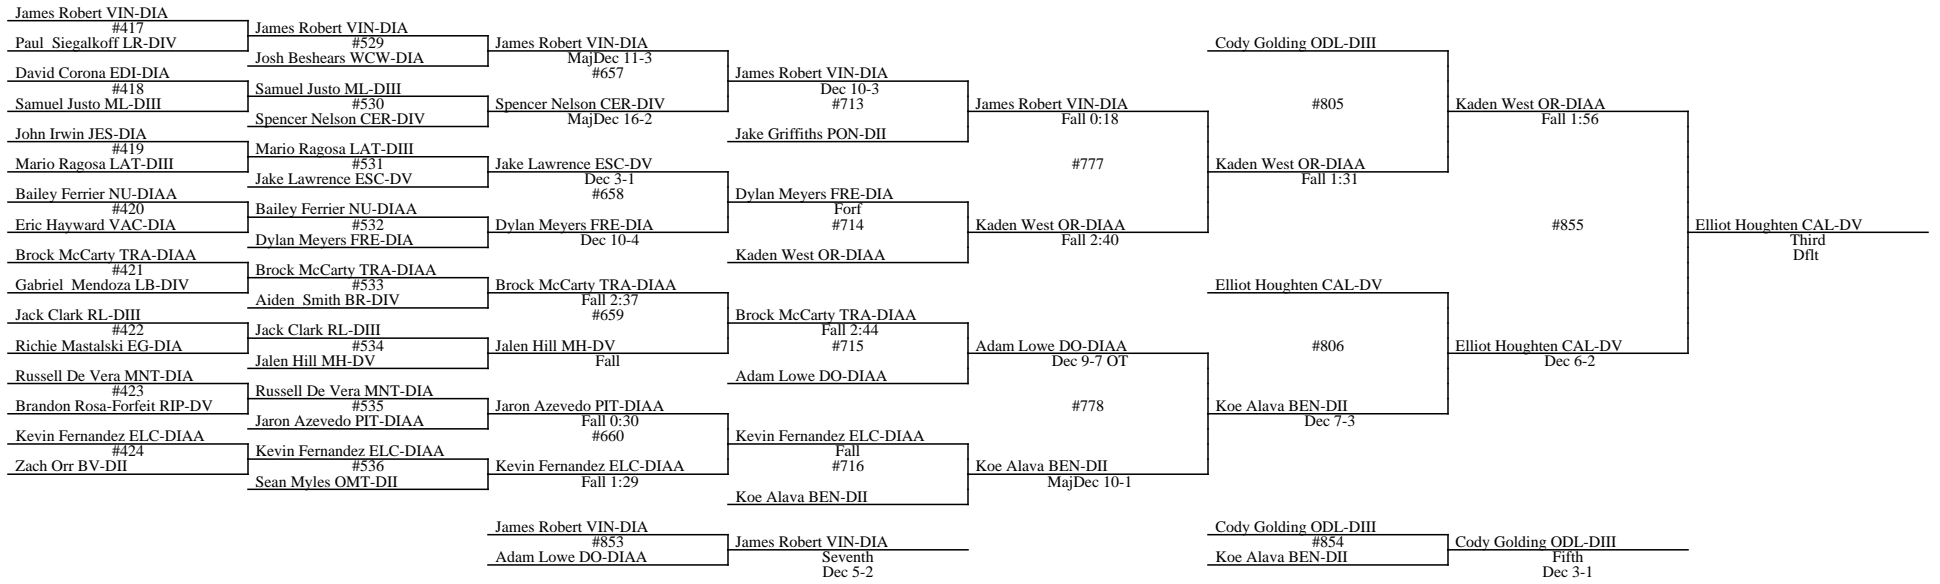 James Robert VIN-DIA
#417
Paul  Siegalkoff LR-DIV
David Corona EDI-DIA
#418
Samuel Justo ML-DIII
John Irwin JES-DIA
#419
Mario Ragosa LAT-DIII
Bailey Ferrier NU-DIAA
#420
Eric Hayward VAC-DIA
Brock McCarty TRA-DIAA
#421
Gabriel  Mendoza LB-DIV
Jack Clark RL-DIII
#422
Richie Mastalski EG-DIA
Russell De Vera MNT-DIA
#423
Brandon Rosa-Forfeit RIP-DV
Kevin Fernandez ELC-DIAA
#424
Zach Orr BV-DII
James Robert VIN-DIA
#529
Josh Beshears WCW-DIA
Samuel Justo ML-DIII
#530
Spencer Nelson CER-DIV
Mario Ragosa LAT-DIII
#531
Jake Lawrence ESC-DV
Bailey Ferrier NU-DIAA
#532
Dylan Meyers FRE-DIA
Brock McCarty TRA-DIAA
#533
Aiden  Smith BR-DIV
Jack Clark RL-DIII
#534
Jalen Hill MH-DV
Russell De Vera MNT-DIA
#535
Jaron Azevedo PIT-DIAA
Kevin Fernandez ELC-DIAA
#536
Sean Myles OMT-DII
James Robert VIN-DIA
MajDec 11-3
#657
Spencer Nelson CER-DIV
MajDec 16-2
Jake Lawrence ESC-DV
Dec 3-1
#658
Dylan Meyers FRE-DIA
Dec 10-4
Brock McCarty TRA-DIAA
Fall 2:37
#659
Jalen Hill MH-DV
Fall
Jaron Azevedo PIT-DIAA
Fall 0:30
#660
Kevin Fernandez ELC-DIAA
Fall 1:29
James Robert VIN-DIA
Dec 10-3
#713
Jake Griffiths PON-DII
Dylan Meyers FRE-DIA
Forf
#714
Kaden West OR-DIAA
Brock McCarty TRA-DIAA
Fall 2:44
#715
Adam Lowe DO-DIAA
Kevin Fernandez ELC-DIAA
Fall
#716
Koe Alava BEN-DII
James Robert VIN-DIA
Fall 0:18
#777
Kaden West OR-DIAA
Fall 2:40
Adam Lowe DO-DIAA
Dec 9-7 OT
#778
Koe Alava BEN-DII
MajDec 10-1
Cody Golding ODL-DIII
#805
Kaden West OR-DIAA
Fall 1:31
Elliot Houghten CAL-DV
#806
Koe Alava BEN-DII
Dec 7-3
Kaden West OR-DIAA
Fall 1:56
#855
Elliot Houghten CAL-DV
Dec 6-2
Elliot Houghten CAL-DV
Third
Dflt
James Robert VIN-DIA
#853
Adam Lowe DO-DIAA
James Robert VIN-DIA
Seventh
Dec 5-2
Cody Golding ODL-DIII
#854
Koe Alava BEN-DII
Cody Golding ODL-DIII
Fifth
Dec 3-1